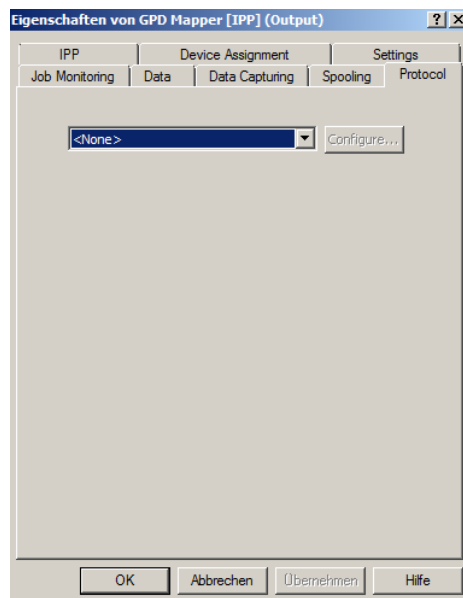 Eigenschaften von GPD Mapper [IPP] (Output)
IPP Device Assignment Settings
Job Monitoring Data Data Capturing Spooling Protocol
<None> Configure...
OK Abbrechen Übernehmen Hilfe